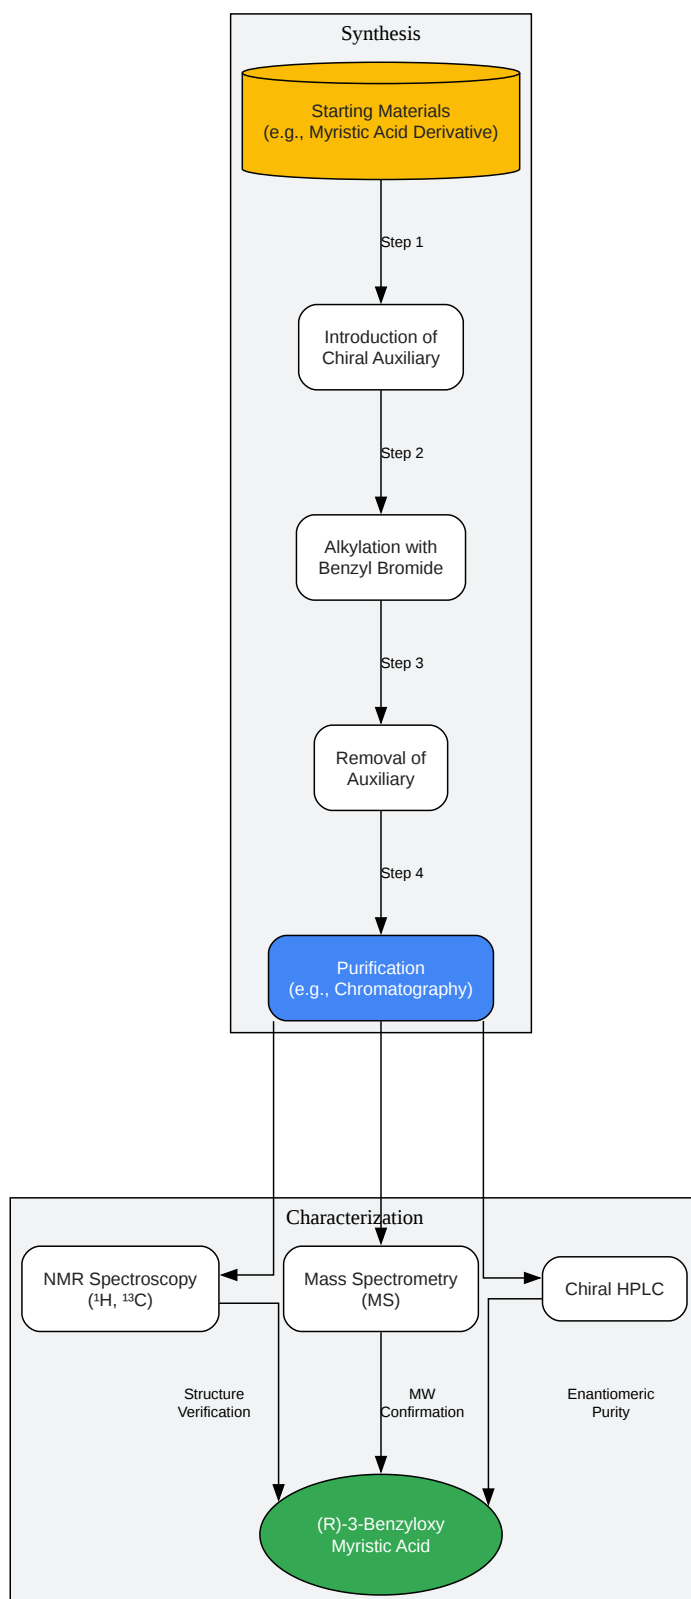 Synthesis
Starting Materials
(e.g., Myristic Acid Derivative)
Step 1
Introduction of
Chiral Auxiliary
Step 2
Alkylation with
Benzyl Bromide
Step 3
Removal of
Auxiliary
Step 4
Purification
(e.g., Chromatography)
Characterization
NMR Spectroscopy
(¹H, ¹³C)
Mass Spectrometry
(MS)
Chiral HPLC
Structure
Verification
MW
Confirmation
Enantiomeric
Purity
(R)-3-Benzyloxy
Myristic Acid